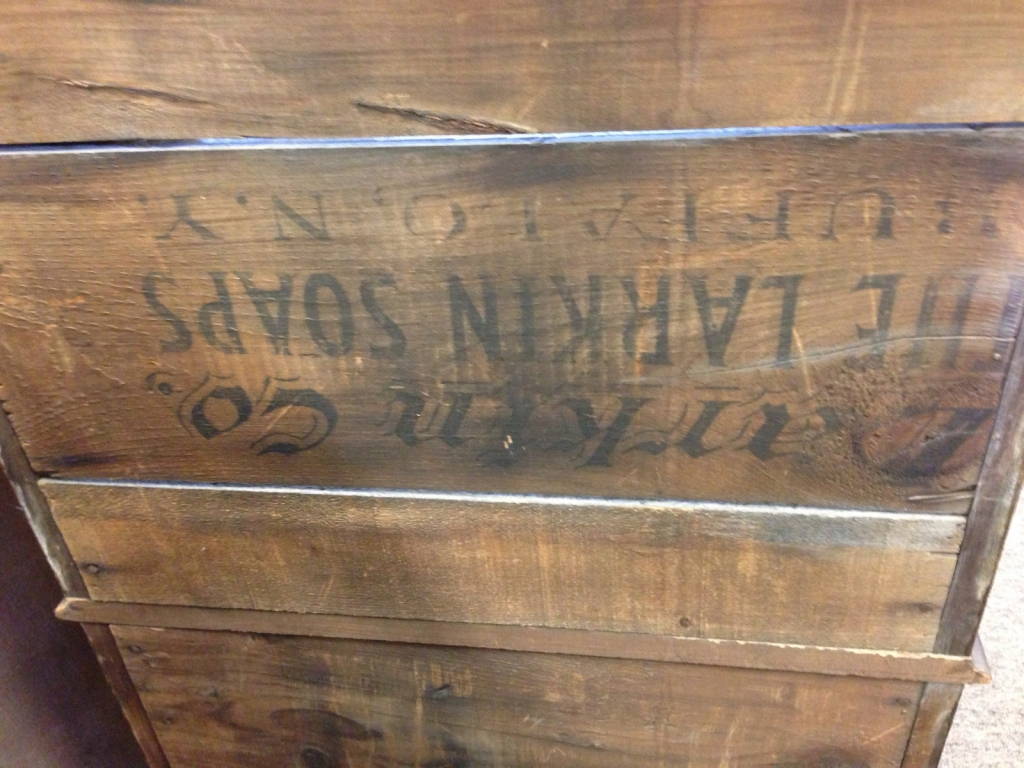 Larkin Co.
THE LARKIN SOAPS
BUFFALO, N.Y.